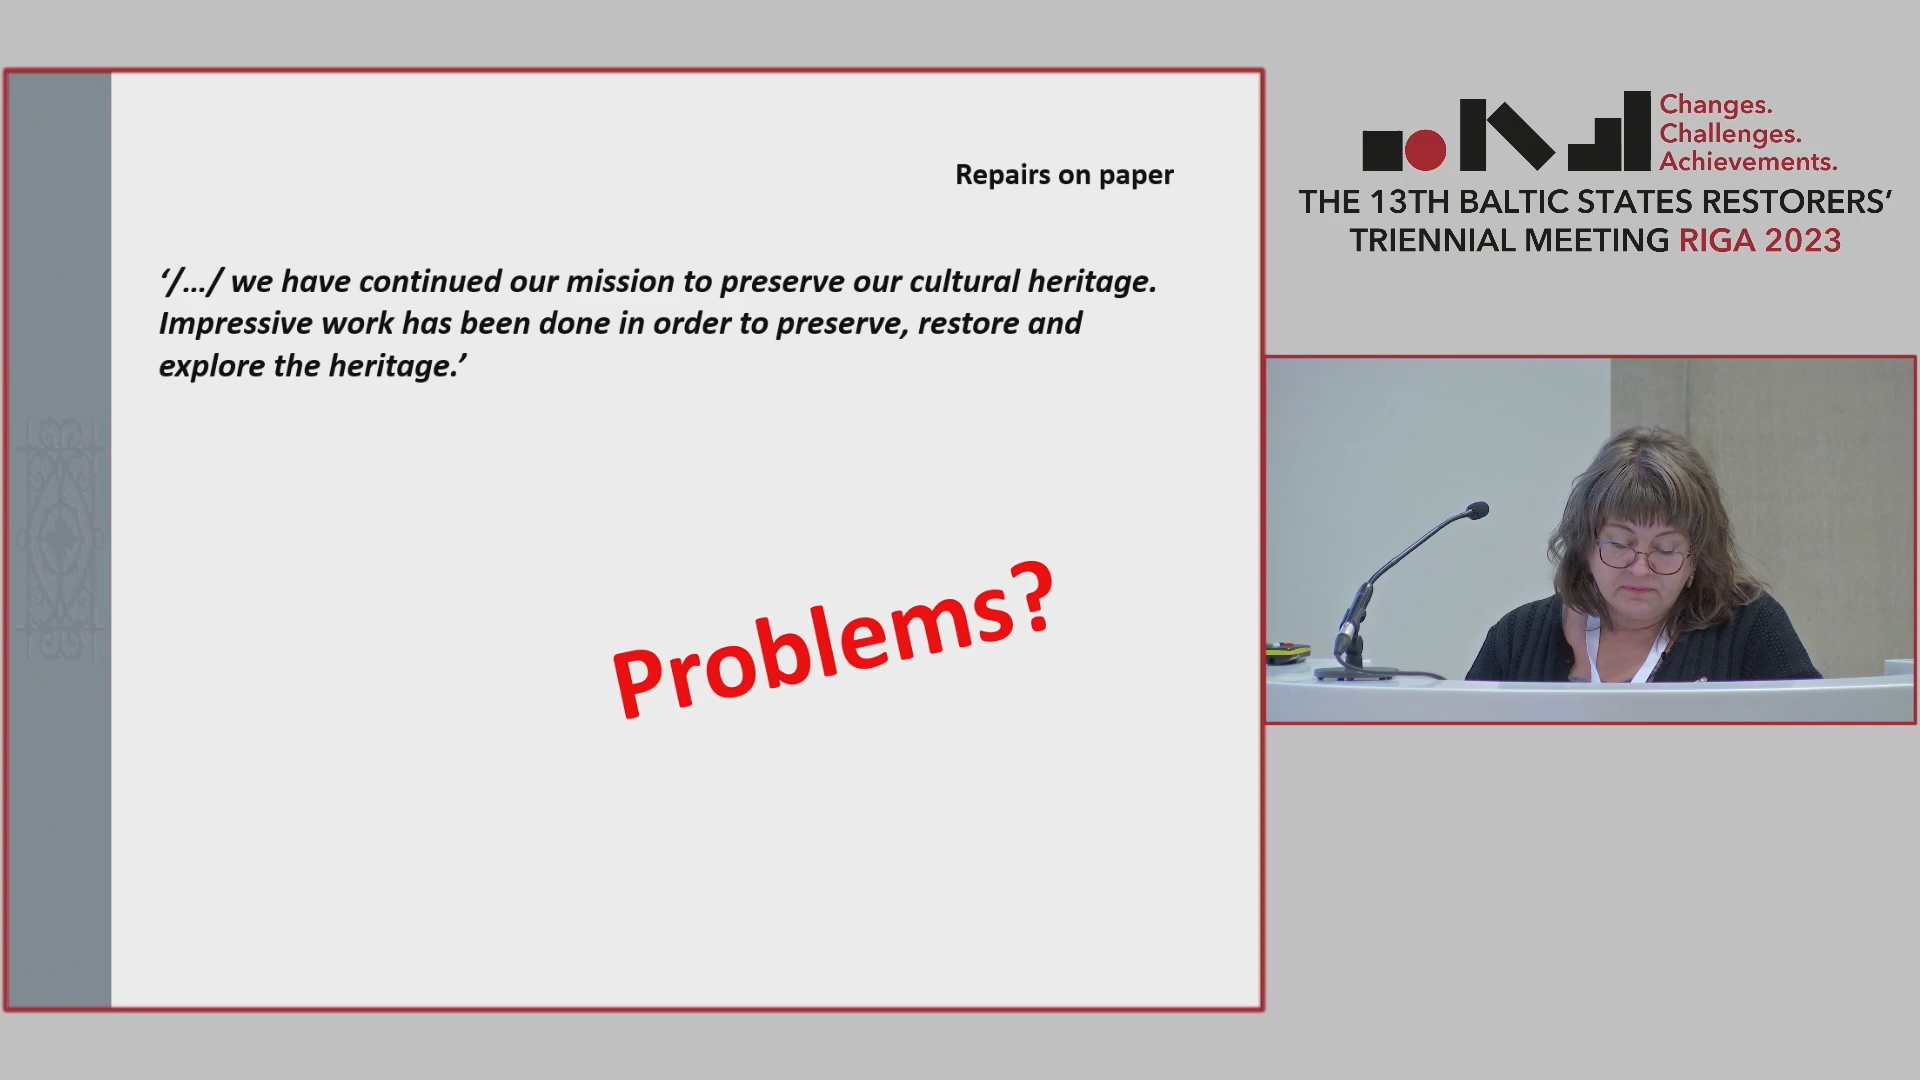 Repairs on paper
‘/…/ we have continued our mission to preserve our cultural heritage.
Impressive work has been done in order to preserve, restore and
explore the heritage.’
Problems?
Changes.
Challenges.
Achievements.
THE 13TH BALTIC STATES RESTORERS’
TRIENNIAL MEETING RIGA 2023